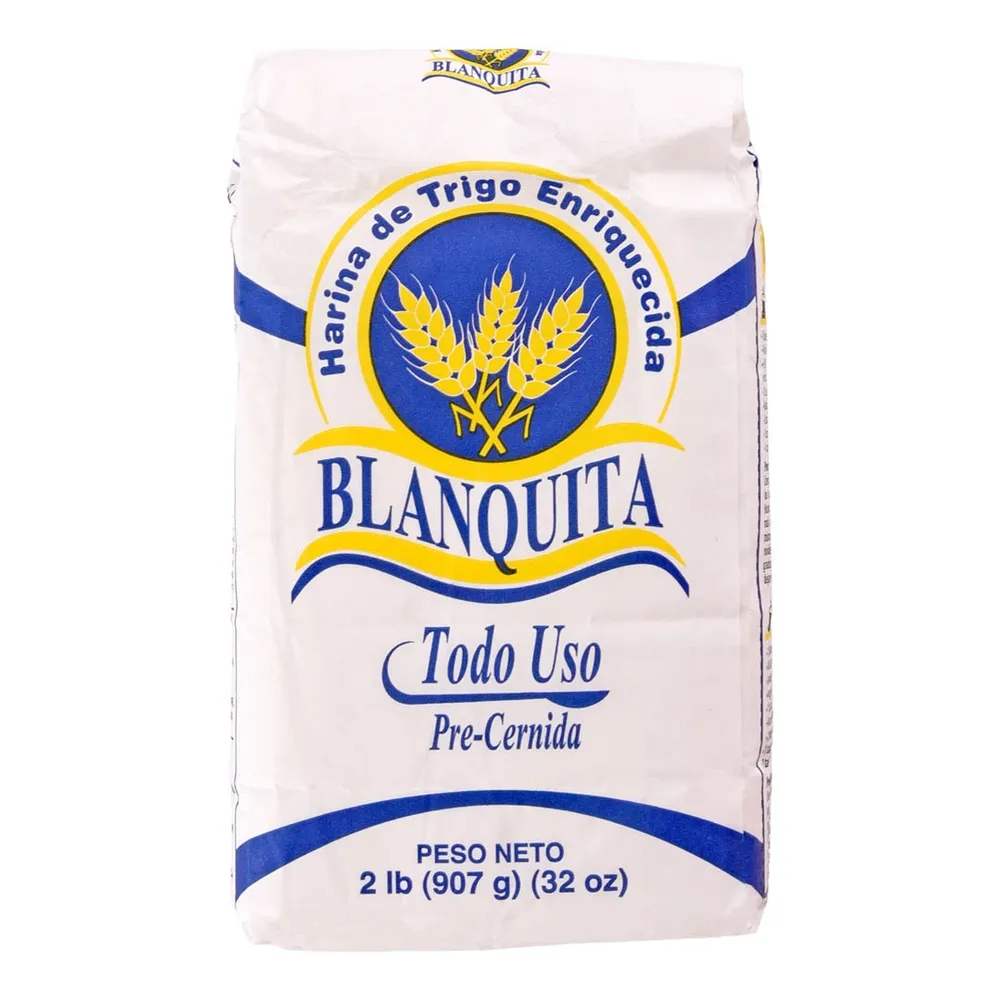 BLANQUITA
Harina de Trigo Enriquecida
BLANQUITA
Todo Uso
Pre-Cernida
PESO NETO
2 lb (907 g) (32 oz)